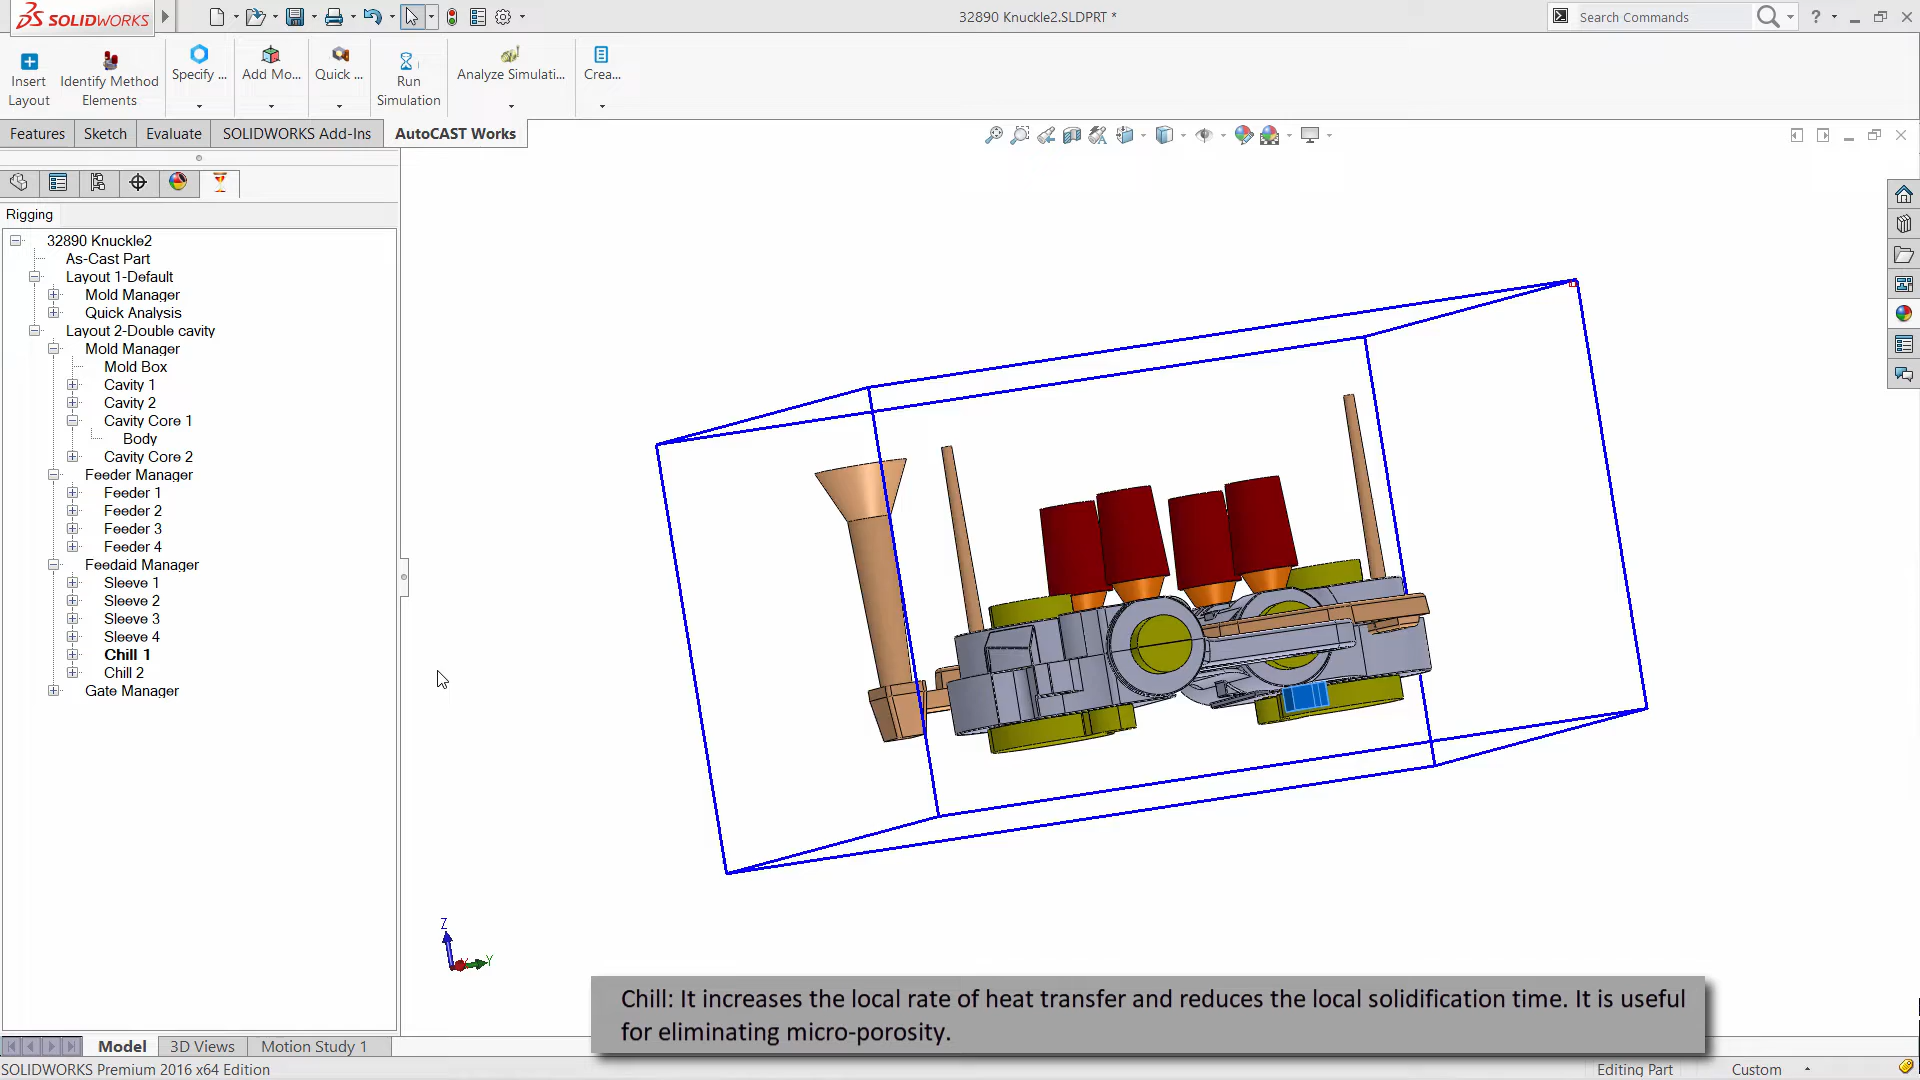 SOLIDWORKS
32890 Knuckle2.SLDPRT *
Search Commands
?
Insert Layout
Identify Method Elements
Specify ...
Add Mo...
Quick ...
Run Simulation
Analyze Simulati...
Crea...
Features
Sketch
Evaluate
SOLIDWORKS Add-Ins
AutoCAST Works
Rigging
32890 Knuckle2
As-Cast Part
Layout 1-Default
Mold Manager
Quick Analysis
Layout 2-Double cavity
Mold Manager
Mold Box
Cavity 1
Cavity 2
Cavity Core 1
Body
Cavity Core 2
Feeder Manager
Feeder 1
Feeder 2
Feeder 3
Feeder 4
Feedaid Manager
Sleeve 1
Sleeve 2
Sleeve 3
Sleeve 4
Chill 1
Chill 2
Gate Manager
Z
Y
Chill: It increases the local rate of heat transfer and reduces the local solidification time. It is useful
for eliminating micro-porosity.
Model
3D Views
Motion Study 1
SOLIDWORKS Premium 2016 x64 Edition
Editing Part
Custom